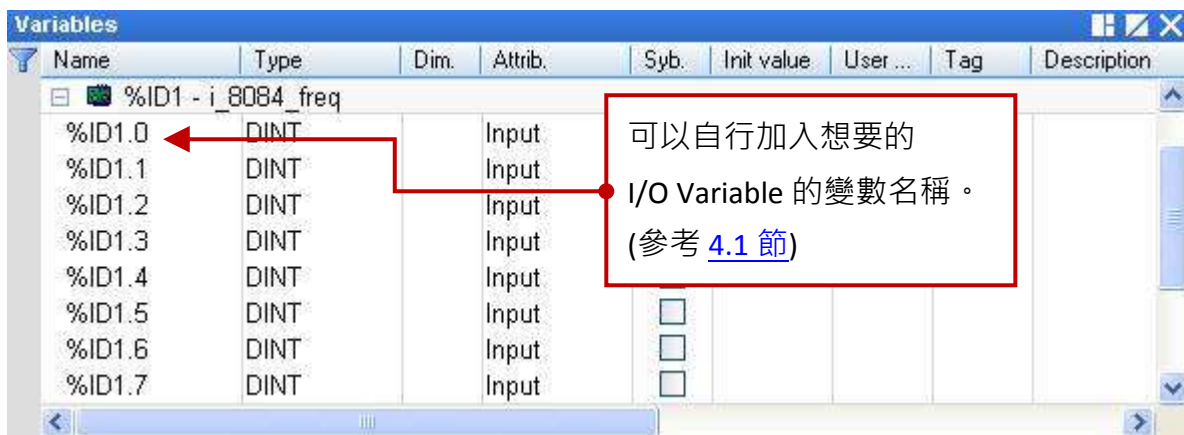 Variables
Name Type Dim. Attrib. Syb. Init value User ... Tag Description
%ID1 - i_8084_freq
%ID1.0 DINT Input
%ID1.1 DINT Input
%ID1.2 DINT Input
%ID1.3 DINT Input
%ID1.4 DINT Input
%ID1.5 DINT Input
%ID1.6 DINT Input
%ID1.7 DINT Input
可以自行加入想要的
I/O Variable 的變數名稱。
(參考 4.1 節)